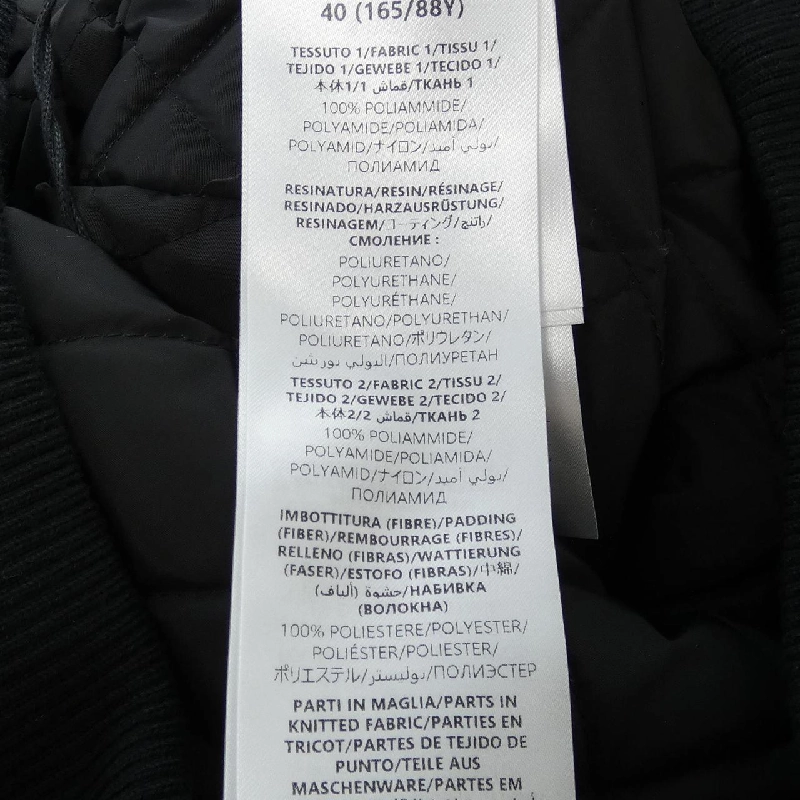 40 (165/88Y)
TESSUTO 1/FABRIC 1/TISSU 1/
TEJIDO 1/GEWEBE 1/TECIDO 1/
本体1/قماش 1/ТКАНЬ 1
100% POLIAMMIDE/
POLYAMIDE/POLIAMIDA/
POLYAMID/ナイロン/بولي أميد/
ПОЛИАМИД
RESINATURA/RESIN/RÉSINAGE/
RESINADO/HARZAUSRÜSTUNG/
RESINAGEM/コーティング/راتنج/
СМОЛЕНИЕ :
POLIURETANO/
POLYURETHANE/
POLYURÉTHANE/
POLIURETANO/POLYURETHAN/
POLIURETANO/ポリウレタン/
البولي يورثين/ПОЛИУРЕТАН
TESSUTO 2/FABRIC 2/TISSU 2/
TEJIDO 2/GEWEBE 2/TECIDO 2/
本体2/قماش 2/ТКАНЬ 2
100% POLIAMMIDE/
POLYAMIDE/POLIAMIDA/
POLYAMID/ナイロン/بولي أميد/
ПОЛИАМИД
IMBOTTITURA (FIBRE)/PADDING
(FIBER)/REMBOURRAGE (FIBRES)/
RELLENO (FIBRAS)/WATTIERUNG
(FASER)/ESTOFO (FIBRAS)/中綿/
حشوة (ألياف)/НАБИВКА
(ВОЛОКНА)
100% POLIESTERE/POLYESTER/
POLIÉSTER/POLIESTER/
ポリエステル/بوليستر/ПОЛИЭСТЕР
PARTI IN MAGLIA/PARTS IN
KNITTED FABRIC/PARTIES EN
TRICOT/PARTES DE TEJIDO DE
PUNTO/TEILE AUS
MASCHENWARE/PARTES EM